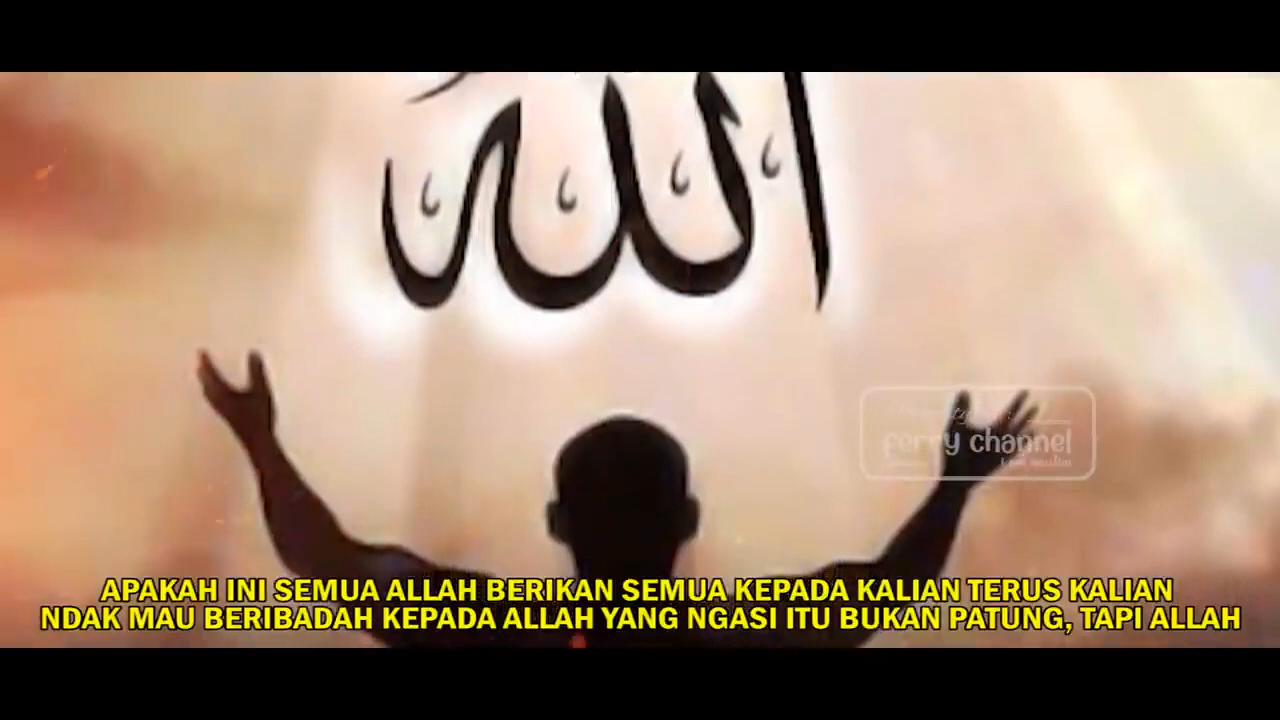 الله
ferry channel
APAKAH INI SEMUA ALLAH BERIKAN SEMUA KEPADA KALIAN TERUS KALIAN
NDAK MAU BERIBADAH KEPADA ALLAH YANG NGASI ITU BUKAN PATUNG, TAPI ALLAH